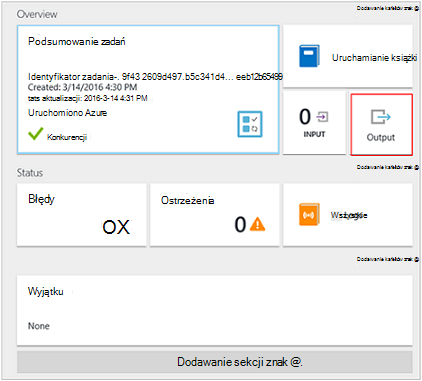 Overview
Dodawanie kafelków znak @
Podsumowanie zadań
Identyfikator zadania-. 9f43 2609d497.b5c341d4... eeb12b65499
Created: 3/14/2016 4:30 PM
tats aktualizacji: 2016-3-14 4:31 PM
Uruchomiono Azure
Konkurencji
Uruchamianie książki
0
INPUT
Output
Dodawanie kafelków znak @
Status
Błędy
OX
Ostrzeżenia
0
Dodawanie kafelków znak @
Wyjątku
None
Dodawanie sekcji znak @.